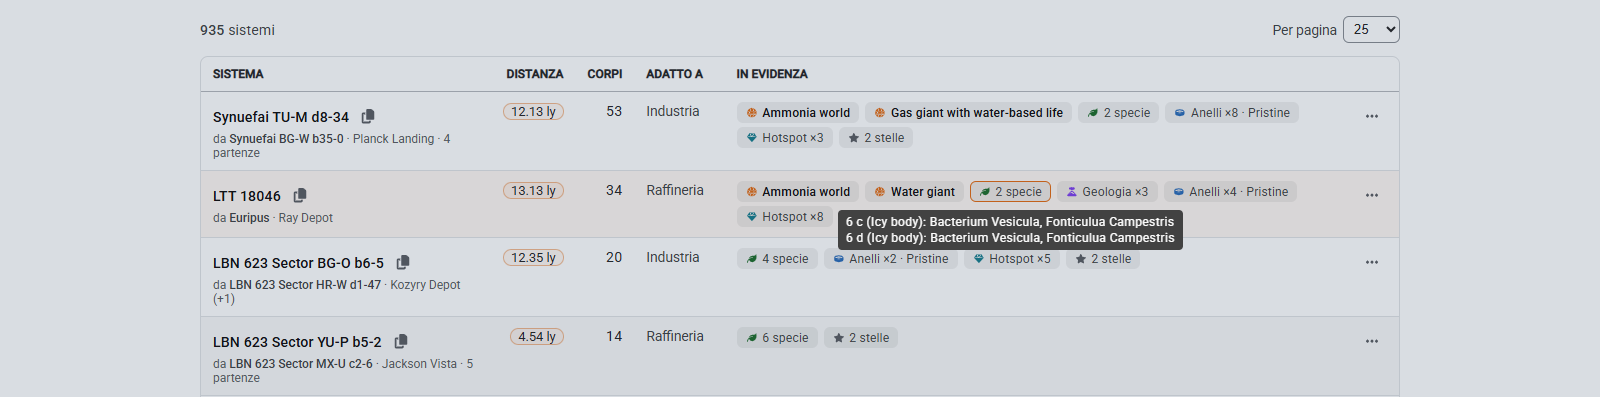 935 sistemi
Per pagina 25
SISTEMA DISTANZA CORPI ADATTO A IN EVIDENZA
Synuefai TU-M d8-34 12.13 ly 53 Industria Ammonia world Gas giant with water-based life 2 specie Anelli ×8 · Pristine ...
da Synuefai BG-W b35-0 · Planck Landing · 4 Hotspot ×3 2 stelle
partenze
LTT 18046 13.13 ly 34 Raffineria Ammonia world Water giant 2 specie Geologia ×3 Anelli ×4 · Pristine ...
da Euripus · Ray Depot Hotspot ×8
6 c (Icy body): Bacterium Vesicula, Fonticulua Campestris
6 d (Icy body): Bacterium Vesicula, Fonticulua Campestris
LBN 623 Sector BG-O b6-5 12.35 ly 20 Industria 4 specie Anelli ×2 · Pristine Hotspot ×5 2 stelle ...
da LBN 623 Sector HR-W d1-47 · Kozyry Depot
(+1)
LBN 623 Sector YU-P b5-2 4.54 ly 14 Raffineria 6 specie 2 stelle ...
da LBN 623 Sector MX-U c2-6 · Jackson Vista · 5
partenze